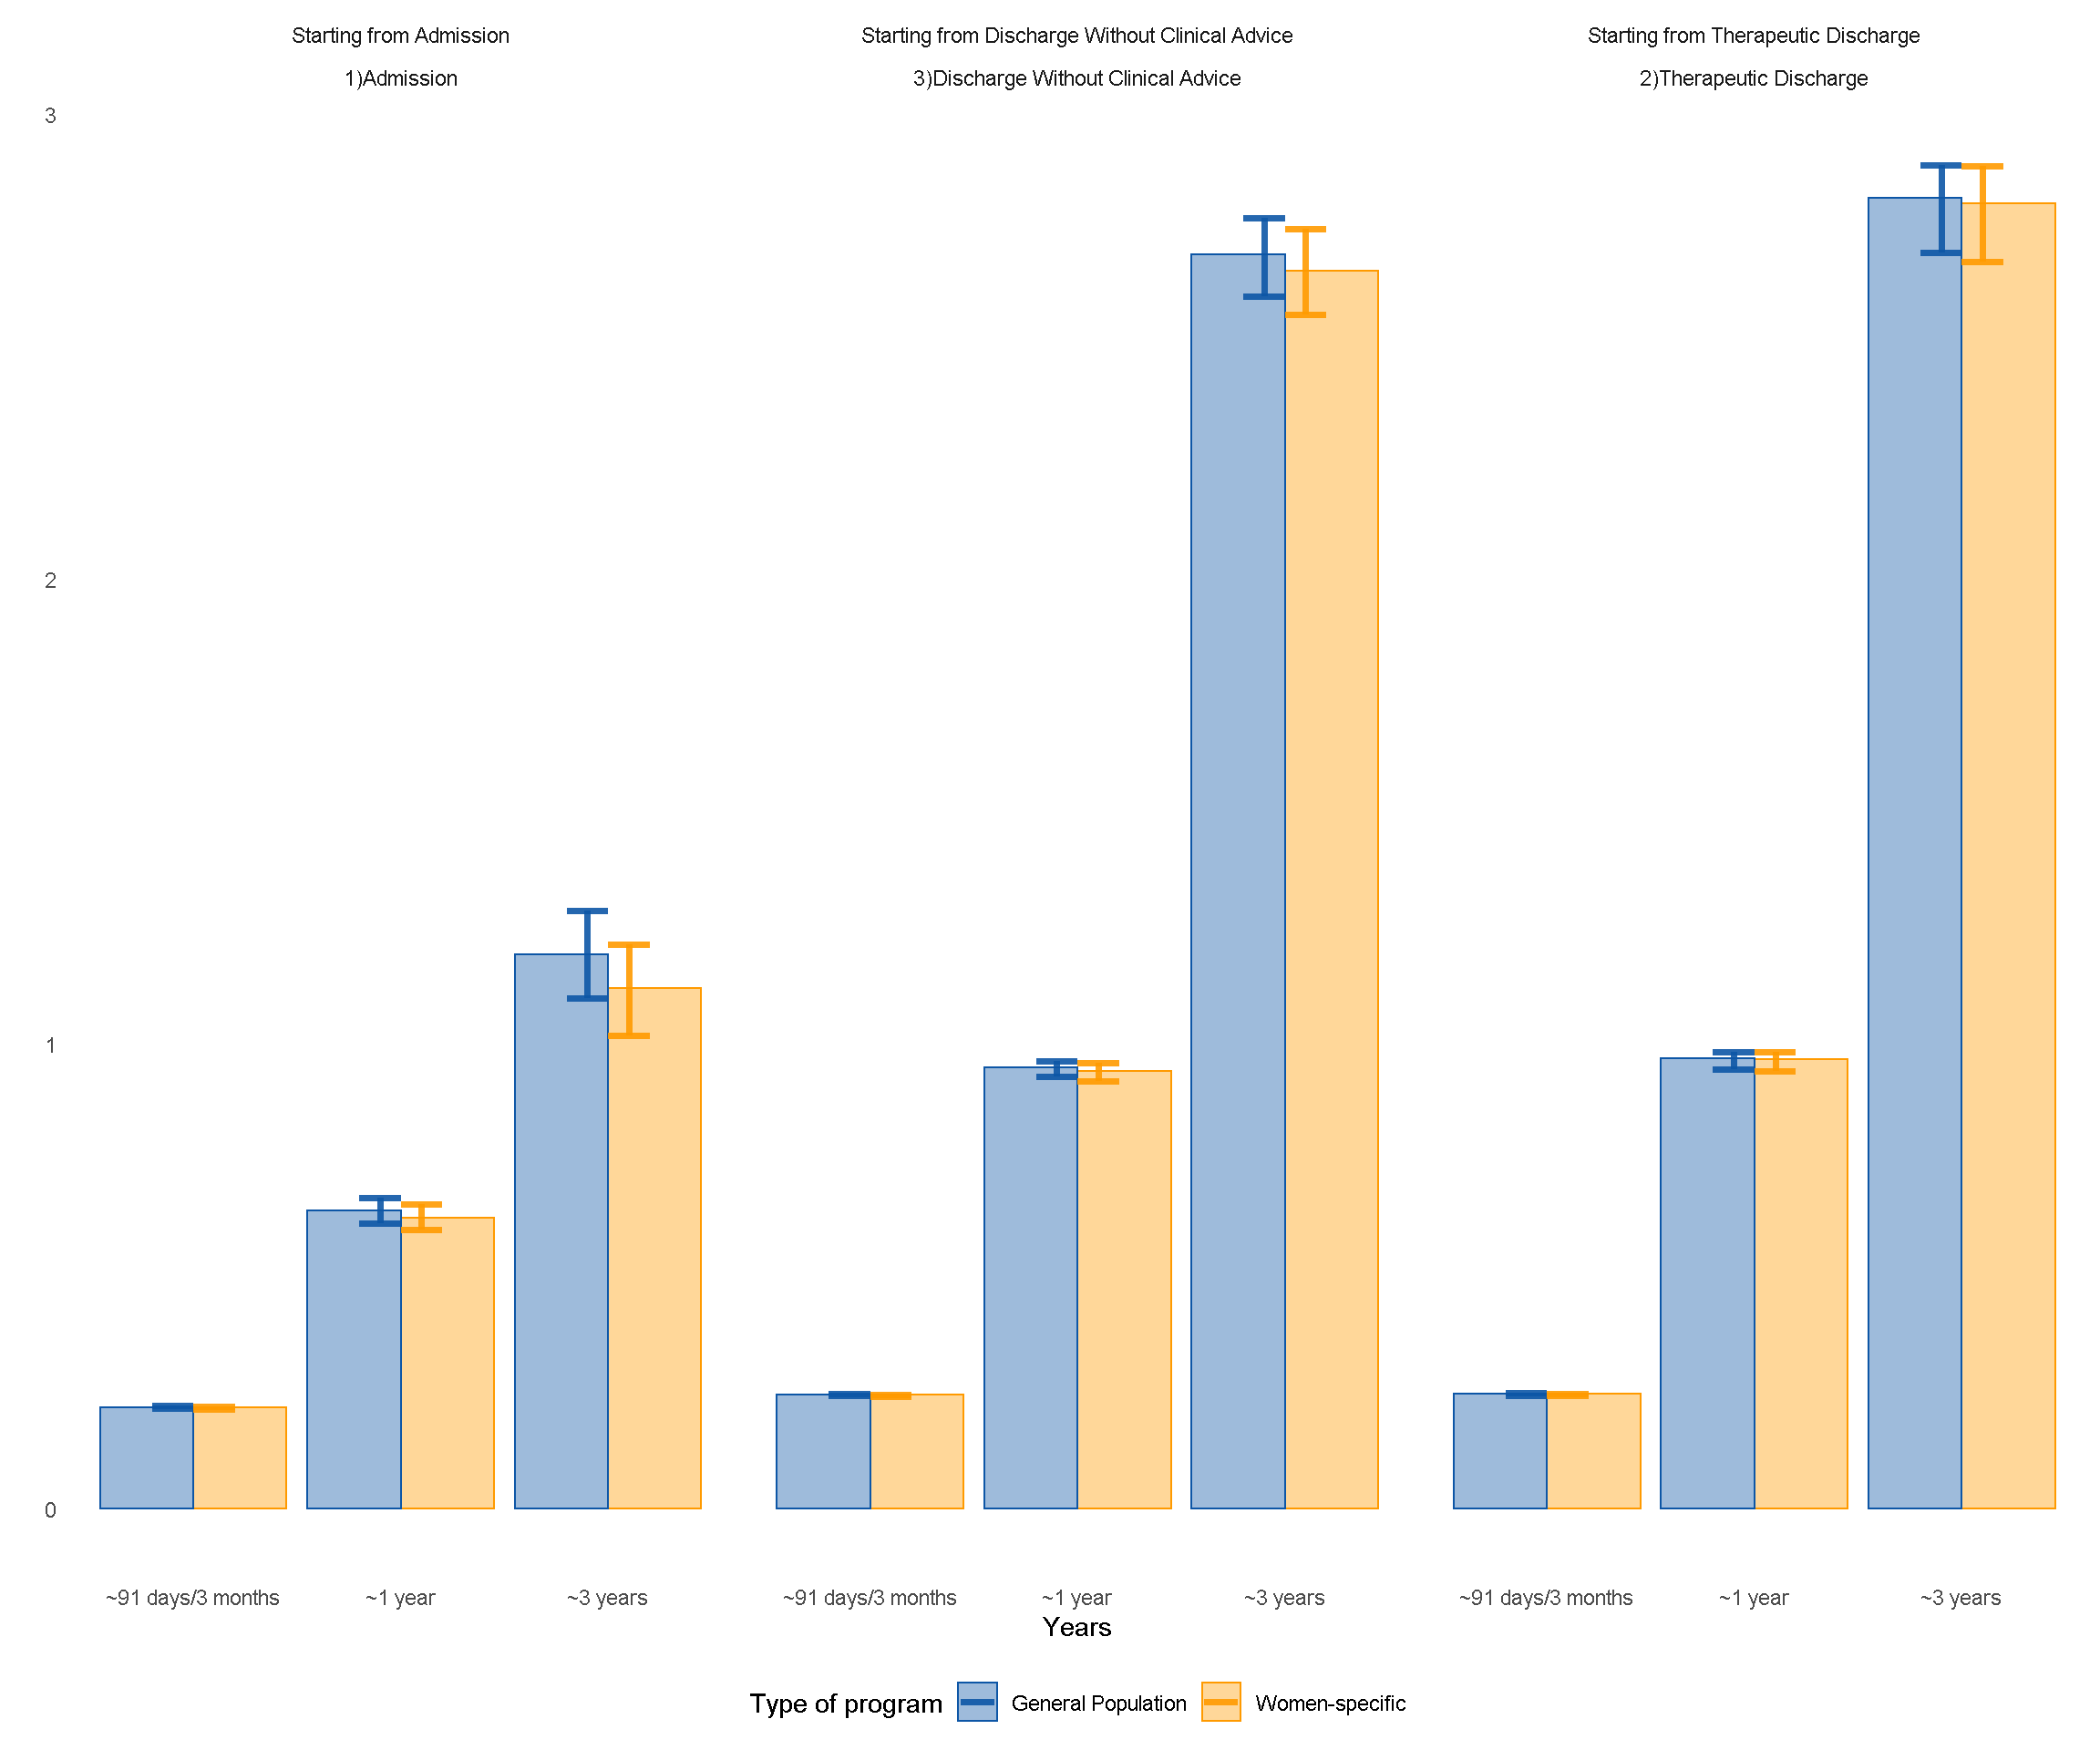 Starting from Admission
Starting from Discharge Without Clinical Advice
Starting from Therapeutic Discharge
1)Admission
3)Discharge Without Clinical Advice
2)Therapeutic Discharge
3
2
1
0
~91 days/3 months
~1 year
~3 years
~91 days/3 months
~1 year
~3 years
~91 days/3 months
~1 year
~3 years
Years
Type of program
General Population
Women-specific